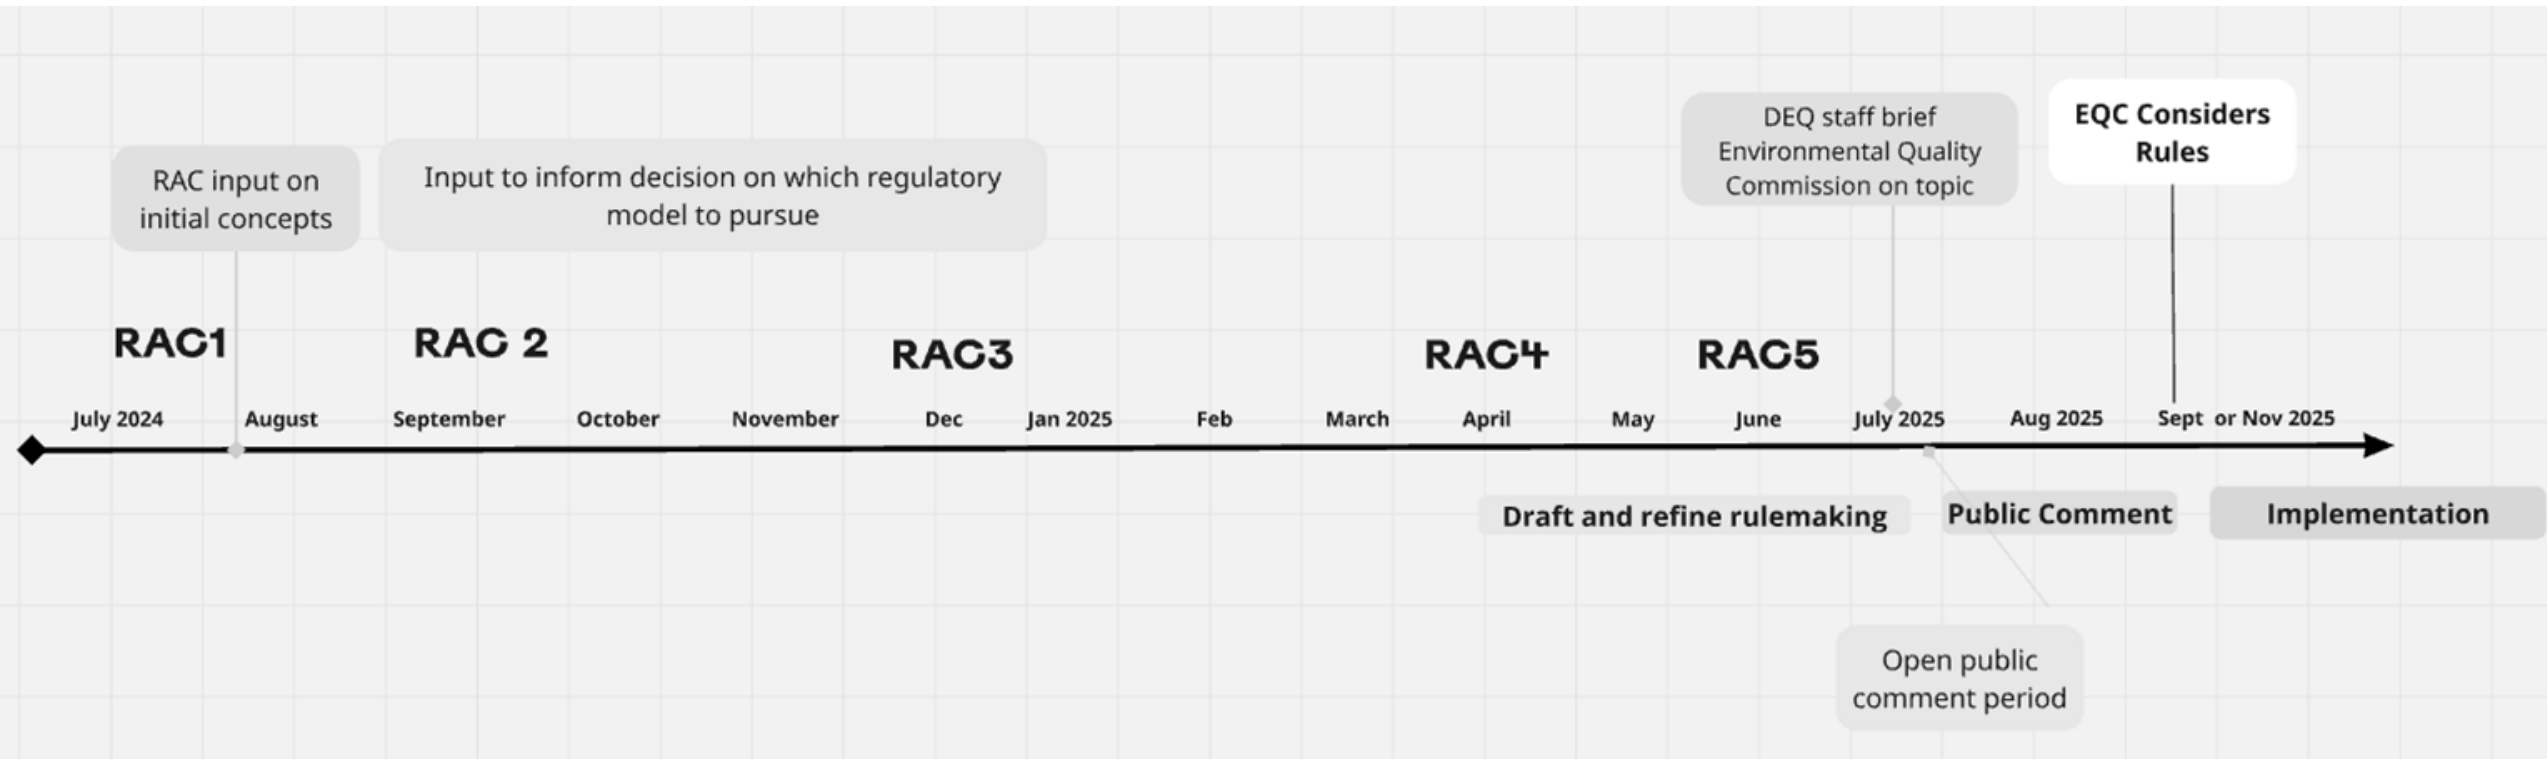 DEQ staff brief
Environmental Quality
Commission on topic
EQC Considers
Rules
RAC input on
initial concepts
Input to inform decision on which regulatory
model to pursue
RAC1
RAC 2
RAC3
RAC4
RAC5
July 2024 August September October November Dec Jan 2025 Feb March April May June July 2025 Aug 2025 Sept or Nov 2025
Draft and refine rulemaking
Public Comment
Implementation
Open public
comment period